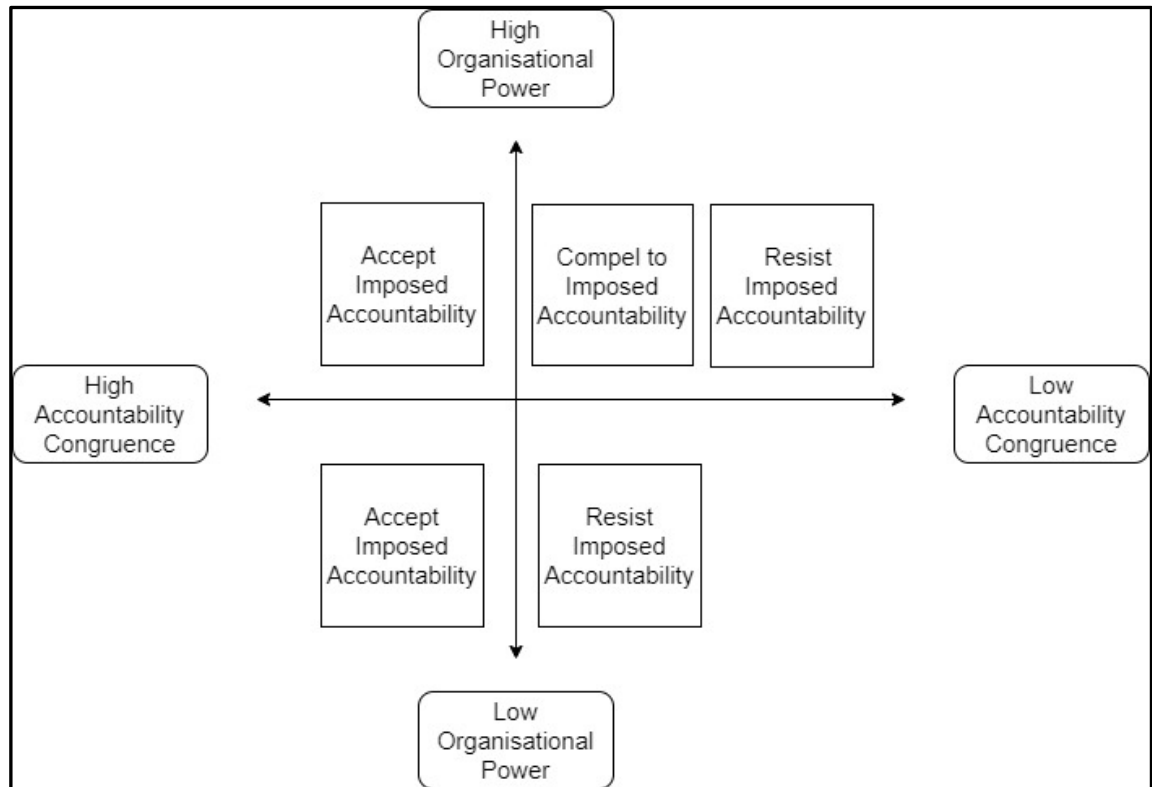 High
Organisational
Power
Accept
Imposed
Accountability
Compel to
Imposed
Accountability
Resist
Imposed
Accountability
High
Accountability
Congruence
Low
Accountability
Congruence
Accept
Imposed
Accountability
Resist
Imposed
Accountability
Low
Organisational
Power